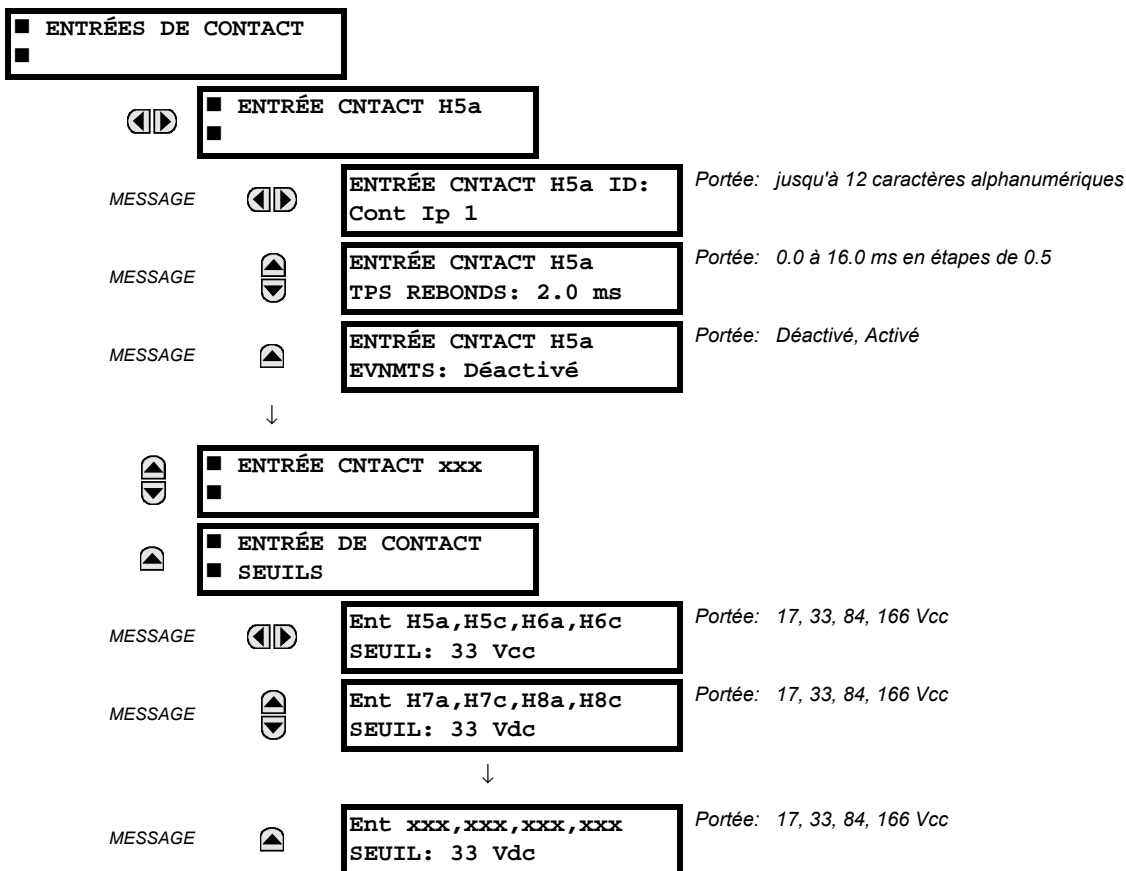 ■ ENTRÉES DE CONTACT
■
■ ENTRÉE CNTACT H5a
■
MESSAGE
ENTRÉE CNTACT H5a ID:
Cont Ip 1
Portée: jusqu'à 12 caractères alphanumériques
MESSAGE
ENTRÉE CNTACT H5a
TPS REBONDS: 2.0 ms
Portée: 0.0 à 16.0 ms en étapes de 0.5
MESSAGE
ENTRÉE CNTACT H5a
EVNMTS: Déactivé
Portée: Déactivé, Activé
↓
■ ENTRÉE CNTACT xxx
■
■ ENTRÉE DE CONTACT
■ SEUILS
MESSAGE
Ent H5a,H5c,H6a,H6c
SEUIL: 33 Vcc
Portée: 17, 33, 84, 166 Vcc
MESSAGE
Ent H7a,H7c,H8a,H8c
SEUIL: 33 Vdc
Portée: 17, 33, 84, 166 Vcc
↓
MESSAGE
Ent xxx,xxx,xxx,xxx
SEUIL: 33 Vdc
Portée: 17, 33, 84, 166 Vcc